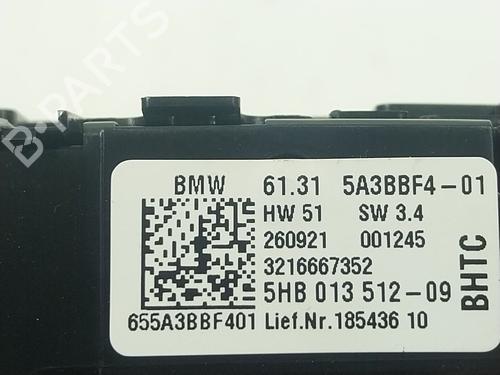 BMW 61.31 5A3BBF4-01
HW 51 SW 3.4
260921 001245
3216667352
5HB 013 512-09
655A3BBF401 Lief.Nr.185436 10
BHTC
B-PARTS